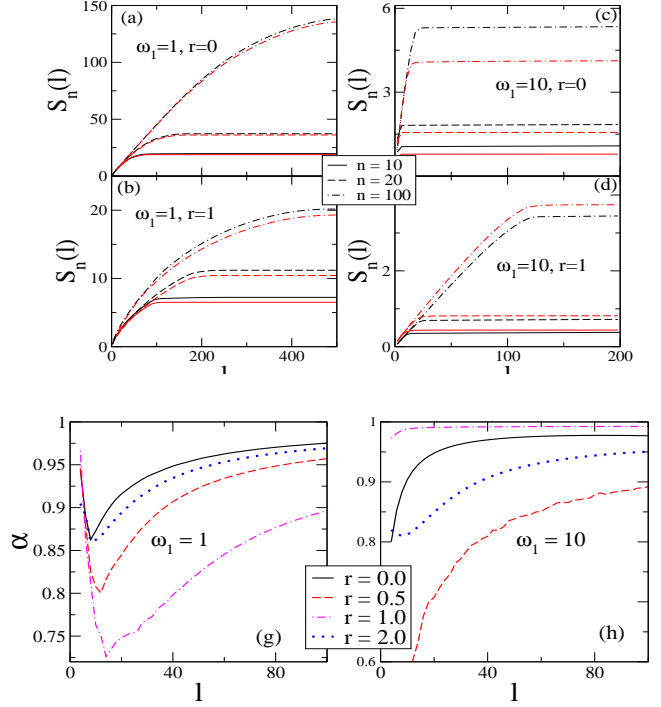 (a)
ω1=1, r=0
Sn(l)
0
50
100
150
(c)
ω1=10, r=0
Sn(l)
3
6
n = 10
n = 20
n = 100
(b)
ω1=1, r=1
Sn(l)
0
10
20
0
200
400
l
(d)
ω1=10, r=1
Sn(l)
0
2
4
0
100
200
l
α
1
0.95
0.9
0.85
0.8
0.75
ω1 = 1
(g)
0
40
80
l
1
0.9
0.8
0.7
0.6
ω1 = 10
(h)
0
40
80
l
r = 0.0
r = 0.5
r = 1.0
r = 2.0